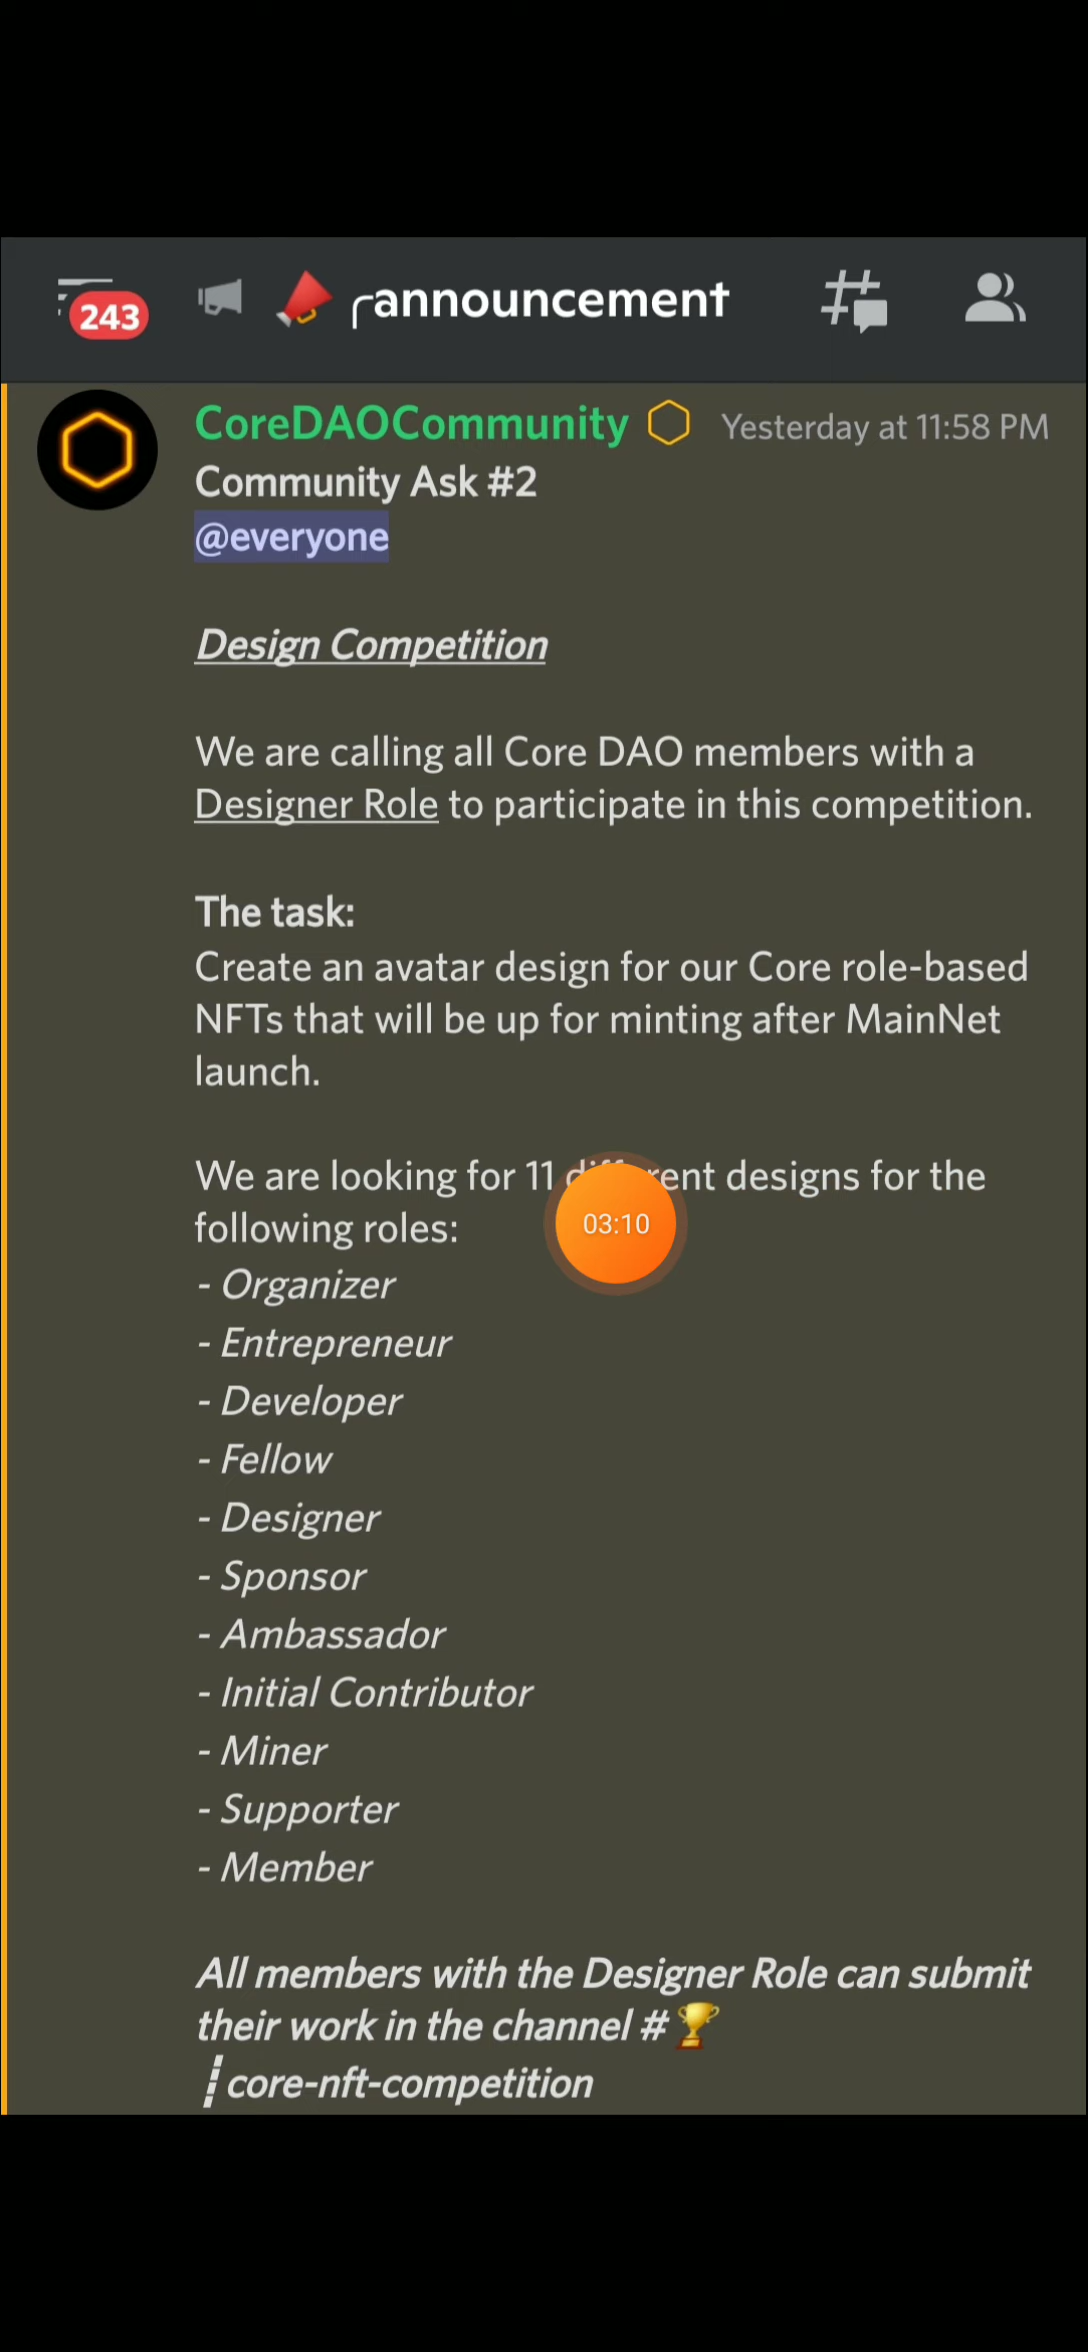 243
announcement
CoreDAOCommunity Yesterday at 11:58 PM
Community Ask #2
@everyone
Design Competition
We are calling all Core DAO members with a
Designer Role to participate in this competition.
The task:
Create an avatar design for our Core role-based
NFTs that will be up for minting after MainNet
launch.
We are looking for 11 designs for the
03:10
following roles:
- Organizer
- Entrepreneur
- Developer
- Fellow
- Designer
- Sponsor
- Ambassador
- Initial Contributor
- Miner
- Supporter
- Member
All members with the Designer Role can submit
their work in the channel #🏆
┇core-nft-competition